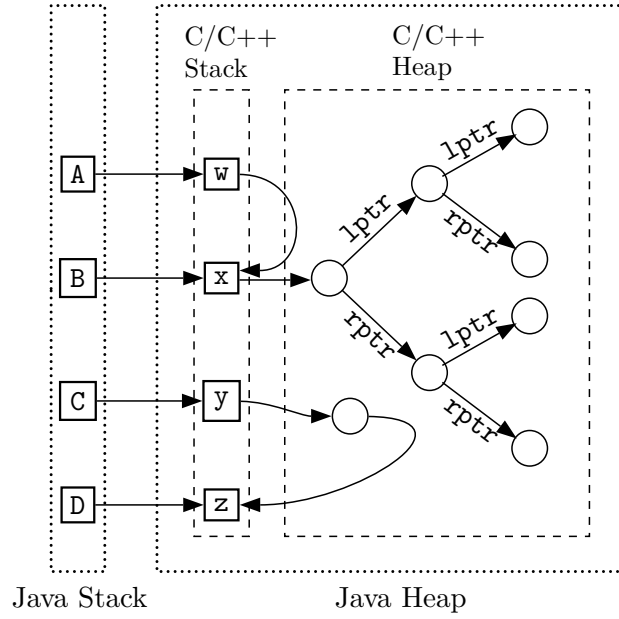 C/C++
Stack
C/C++
Heap
A
w
lptr
lptr
rptr
B
x
rptr
lptr
rptr
C
y
D
z
Java Stack
Java Heap